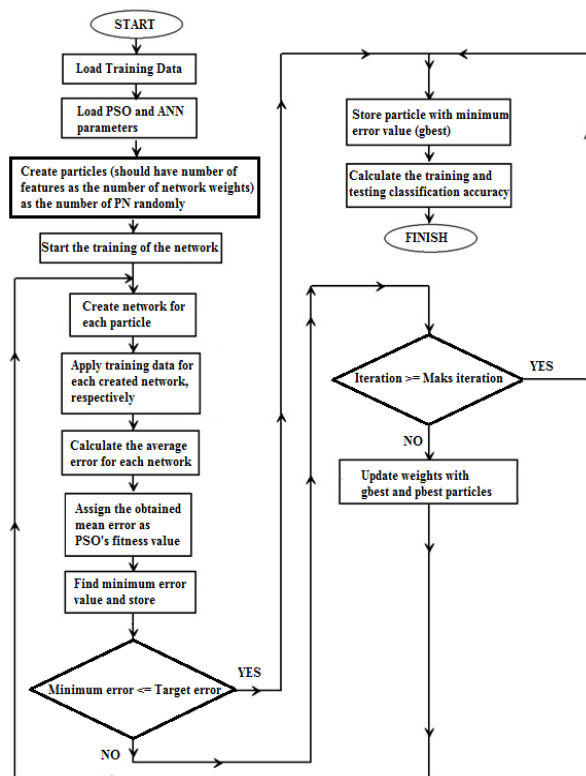 START
Load Training Data
Load PSO and ANN
parameters
Create particles (should have number of
features as the number of network weights)
as the number of PN randomly
Start the training of the network
Create network for
each particle
Apply training data for
each created network,
respectively
Calculate the average
error for each network
Assign the obtained
mean error as
PSO's fitness value
Find minimum error
value and store
Minimum error <= Target error
YES
NO
Iteration >= Maks iteration
YES
NO
Update weights with
gbest and pbest particles
Store particle with minimum
error value (gbest)
Calculate the training and
testing classification accuracy
FINISH